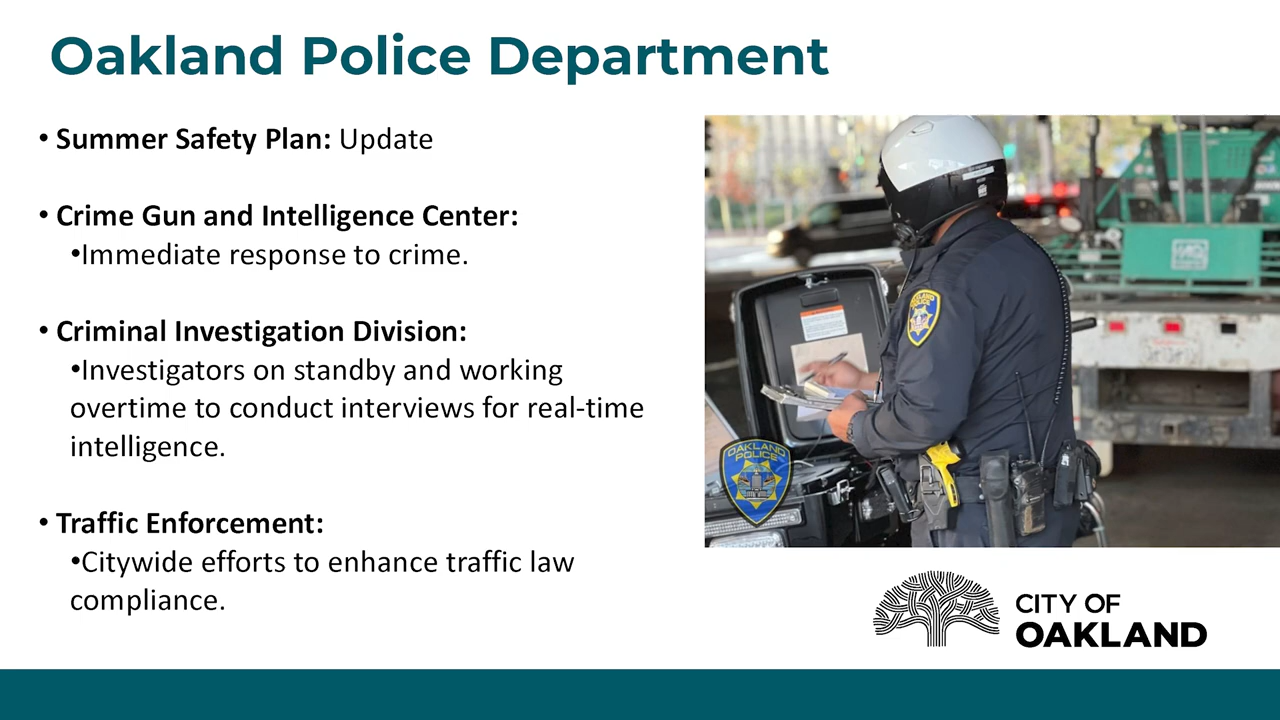 Oakland Police Department
• Summer Safety Plan: Update
• Crime Gun and Intelligence Center:
•Immediate response to crime.
• Criminal Investigation Division:
•Investigators on standby and working
overtime to conduct interviews for real-time
intelligence.
• Traffic Enforcement:
•Citywide efforts to enhance traffic law
compliance.
OAKLAND
POLICE
OAKLAND
POLICE
CITY OF
OAKLAND